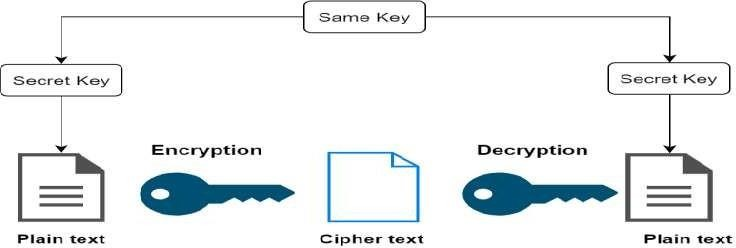 Same Key
Secret Key
Secret Key
Encryption
Decryption
Plain text
Cipher text
Plain text